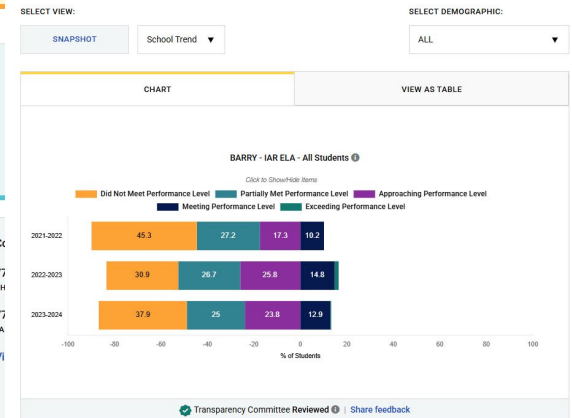 SELECT VIEW: SELECT DEMOGRAPHIC:
SNAPSHOT School Trend ▼ ALL ▼
CHART VIEW AS TABLE
BARRY - IAR ELA - All Students
Click to Show/Hide Items
Did Not Meet Performance Level Partially Met Performance Level Approaching Performance Level
Meeting Performance Level Exceeding Performance Level
2021-2022 45.3 27.2 17.3 10.2
2022-2023 30.9 26.7 25.8 14.8
2023-2024 37.9 25 23.8 12.9
-100 -80 -60 -40 -20 0 20 40 60 80 100
% of Students
Transparency Committee Reviewed | Share feedback